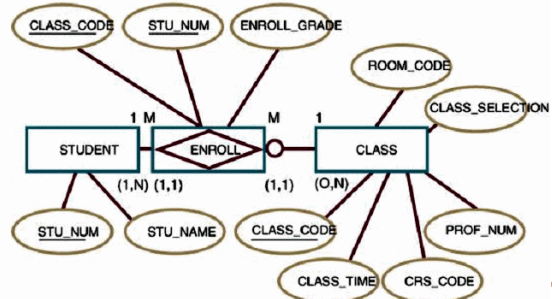 CLASS_CODE STU_NUM ENROLL_GRADE
ROOM_CODE
CLASS_SELECTION
1 M M 1
STUDENT ENROLL CLASS
(1,N) (1,1) (1,1) (O,N)
STU_NUM STU_NAME CLASS_CODE PROF_NUM
CLASS_TIME CRS_CODE